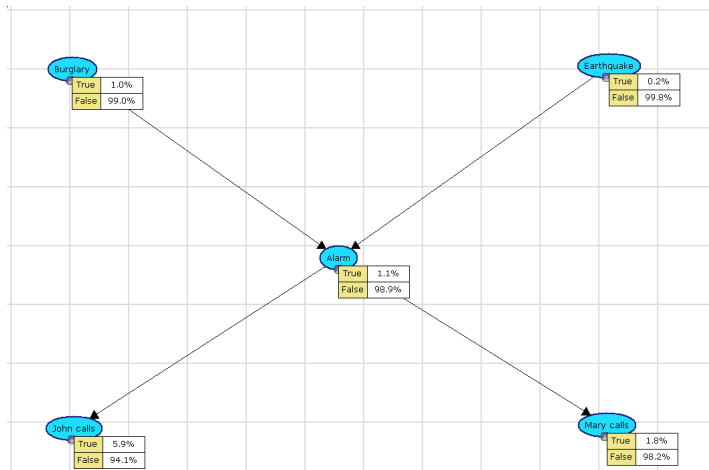 Burglary
True 1.0%
False 99.0%
Earthquake
True 0.2%
False 99.8%
Alarm
True 1.1%
False 98.9%
John calls
True 5.9%
False 94.1%
Mary calls
True 1.8%
False 98.2%